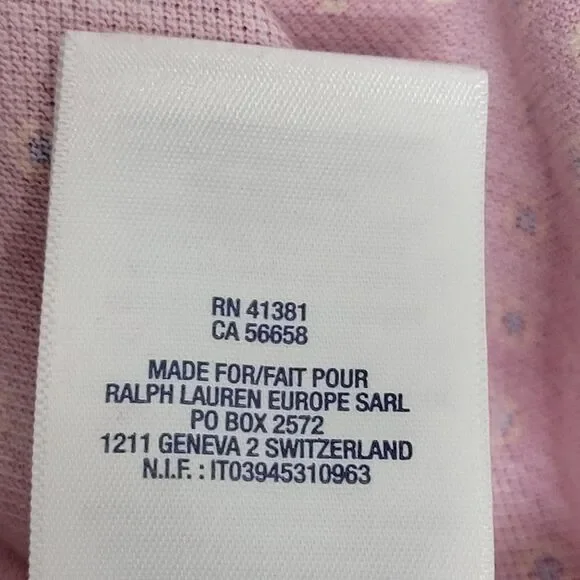 RN 41381
CA 56658
MADE FOR/FAIT POUR
RALPH LAUREN EUROPE SARL
PO BOX 2572
1211 GENEVA 2 SWITZERLAND
N.I.F. : IT03945310963